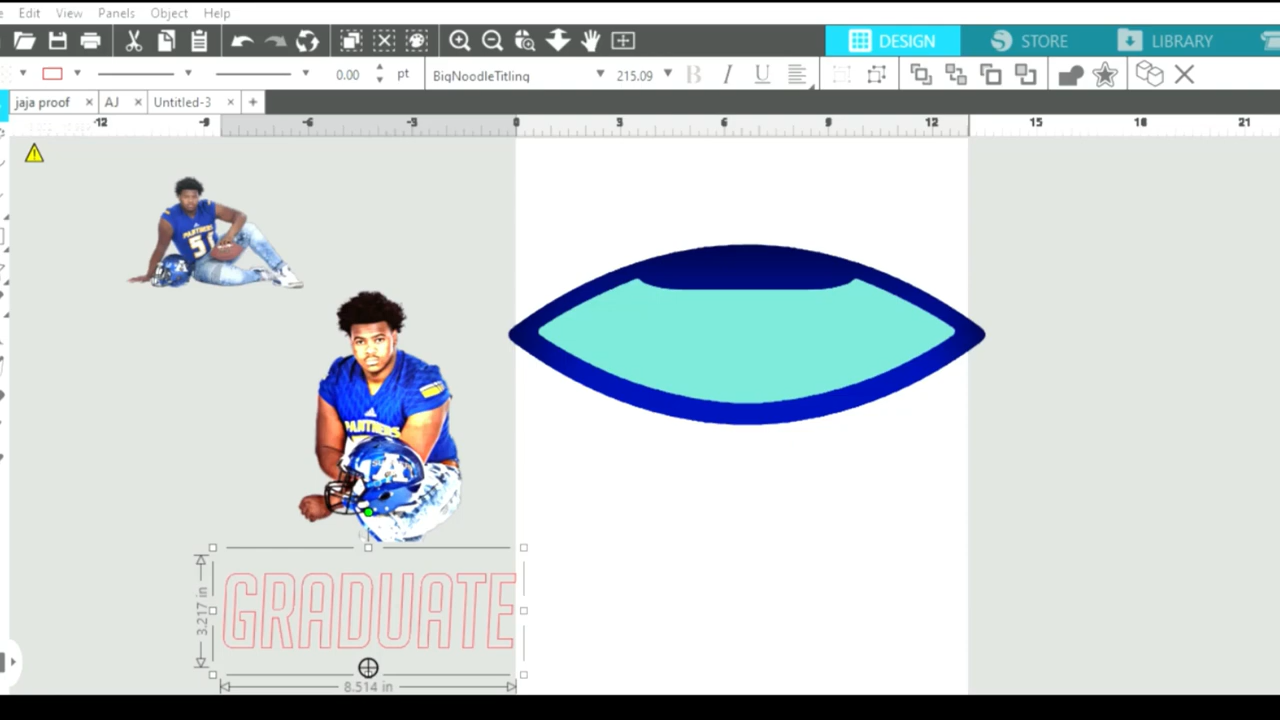 Edit View Panels Object Help
DESIGN STORE LIBRARY
0.00 pt BigNoodleTitling 215.09 B I U
jaja proof × AJ × Untitled-3 × +
-12 -9 -6 -3 0 3 6 9 12 15 18 21
PANTHERS
51
PANTHERS
A
3.217 in
GRADUATE
8.514 in